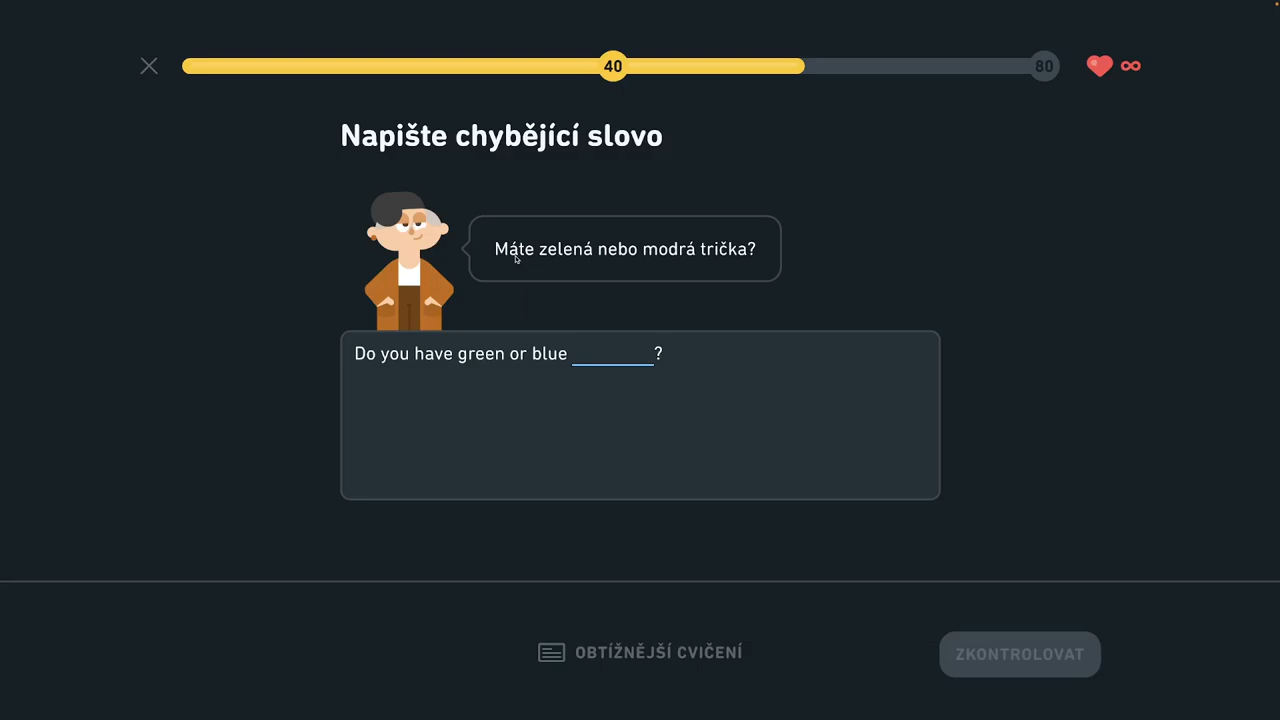 40
80
∞
Napište chybějící slovo
Máte zelená nebo modrá trička?
Do you have green or blue ________?
OBTÍŽNĚJŠÍ CVIČENÍ
ZKONTROLOVAT